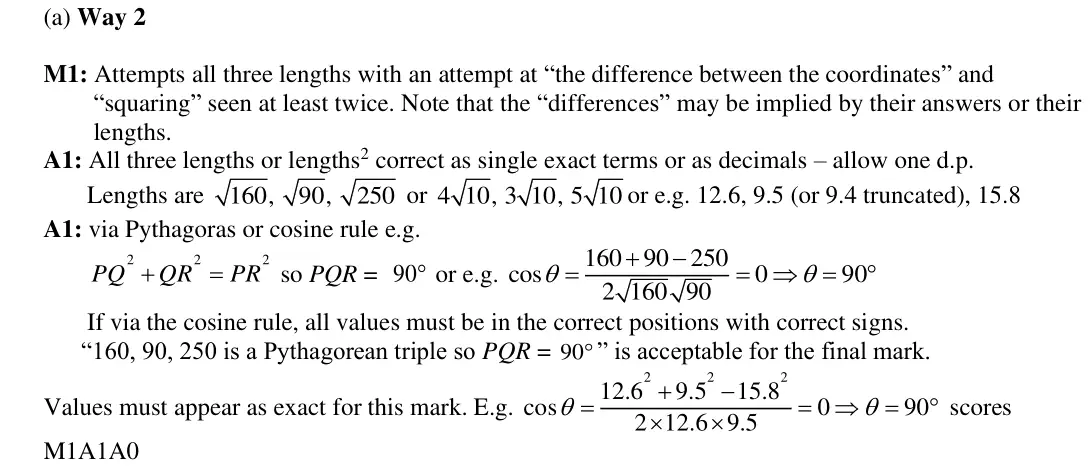 (a) Way 2
M1: Attempts all three lengths with an attempt at “the difference between the coordinates” and
“squaring” seen at least twice. Note that the “differences” may be implied by their answers or their
lengths.
A1: All three lengths or lengths² correct as single exact terms or as decimals – allow one d.p.
Lengths are √160, √90, √250 or 4√10, 3√10, 5√10 or e.g. 12.6, 9.5 (or 9.4 truncated), 15.8
A1: via Pythagoras or cosine rule e.g.
PQ² + QR² = PR² so PQR = 90° or e.g. cos θ = (160 + 90 − 250)/(2√160√90) = 0 ⇒ θ = 90°
If via the cosine rule, all values must be in the correct positions with correct signs.
“160, 90, 250 is a Pythagorean triple so PQR = 90°” is acceptable for the final mark.
Values must appear as exact for this mark. E.g. cos θ = (12.6² + 9.5² − 15.8²)/(2×12.6×9.5) = 0 ⇒ θ = 90° scores
M1A1A0